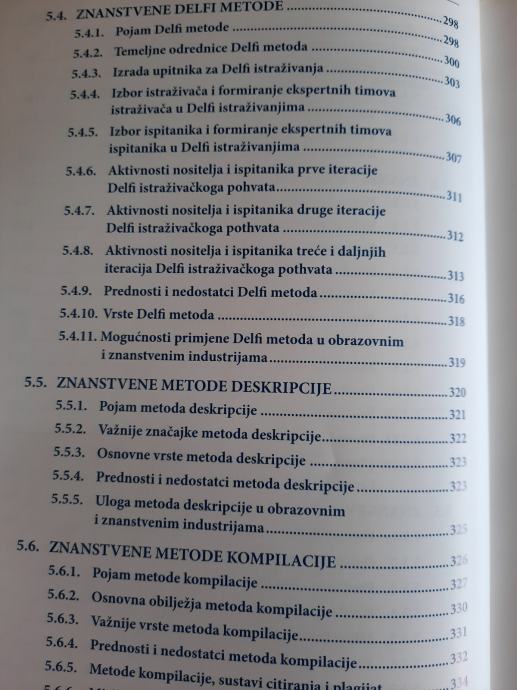 5.4. ZNANSTVENE DELFI METODE 298
5.4.1. Pojam Delfi metode 298
5.4.2. Temeljne odrednice Delfi metoda 300
5.4.3. Izrada upitnika za Delfi istraživanja 303
5.4.4. Izbor istraživača i formiranje ekspertnih timova
istraživača u Delfi istraživanjima 306
5.4.5. Izbor ispitanika i formiranje ekspertnih timova
ispitanika u Delfi istraživanjima 307
5.4.6. Aktivnosti nositelja i ispitanika prve iteracije
Delfi istraživačkoga pohvata 311
5.4.7. Aktivnosti nositelja i ispitanika druge iteracije
Delfi istraživačkoga pothvata 312
5.4.8. Aktivnosti nositelja i ispitanika treće i daljnjih
iteracija Delfi istraživačkoga pothvata 313
5.4.9. Prednosti i nedostatci Delfi metoda 316
5.4.10. Vrste Delfi metoda 318
5.4.11. Mogućnosti primjene Delfi metoda u obrazovnim
i znanstvenim industrijama 319
5.5. ZNANSTVENE METODE DESKRIPCIJE 320
5.5.1. Pojam metoda deskripcije 321
5.5.2. Važnije značajke metoda deskripcije 322
5.5.3. Osnovne vrste metoda deskripcije 323
5.5.4. Prednosti i nedostatci metoda deskripcije 323
5.5.5. Uloga metoda deskripcije u obrazovnim
i znanstvenim industrijama 325
5.6. ZNANSTVENE METODE KOMPILACIJE 326
5.6.1. Pojam metode kompilacije 327
5.6.2. Osnovna obilježja metoda kompilacije 330
5.6.3. Važnije vrste metoda kompilacije 331
5.6.4. Prednosti i nedostatci metoda kompilacije 332
5.6.5. Metode kompilacije, sustavi citiranja i plagijat 334